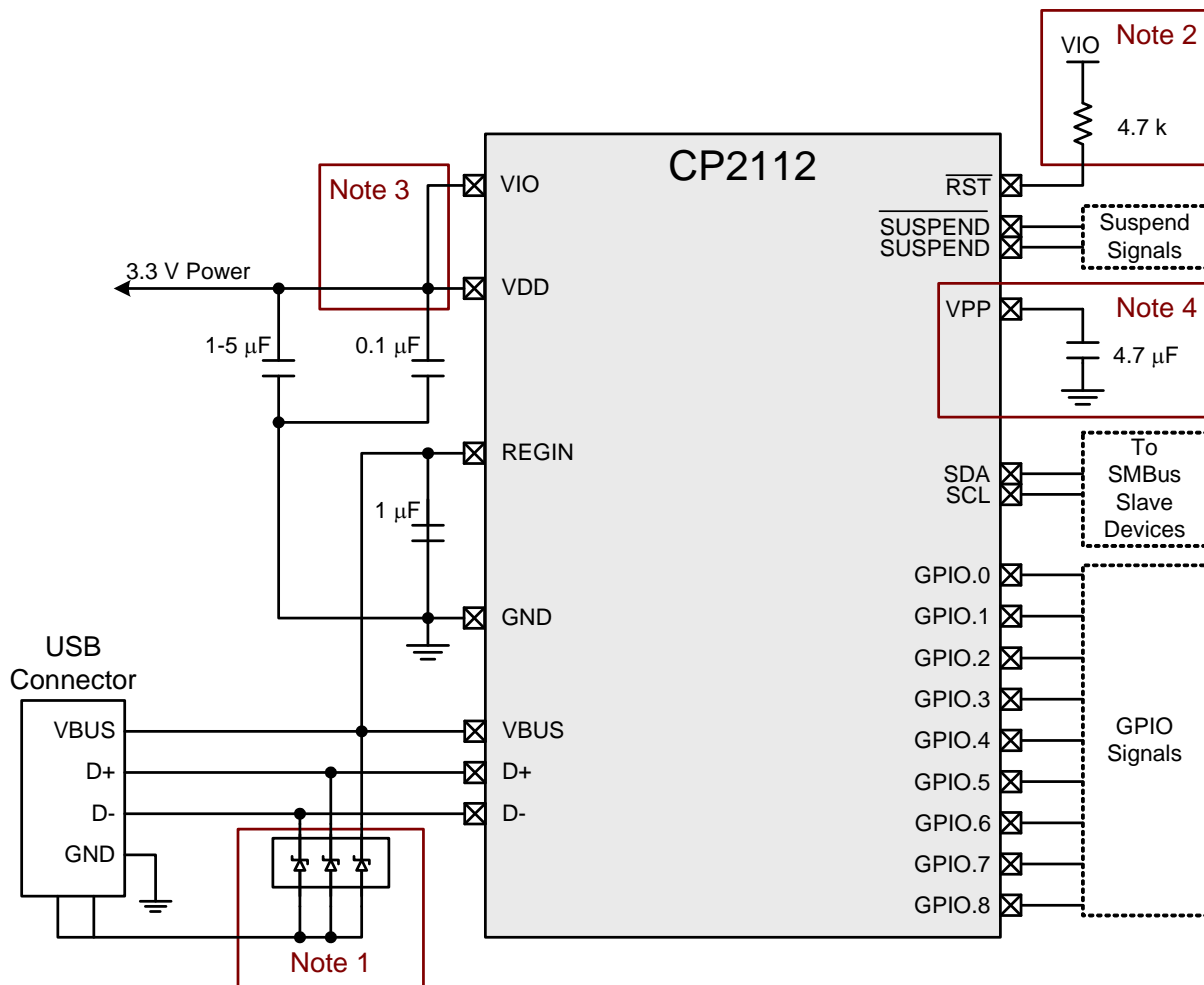 Note 2
VIO
4.7 k
CP2112
Note 3
VIO
RST
SUSPEND
SUSPEND
Suspend
Signals
3.3 V Power
VDD
VPP
Note 4
1-5 μF
0.1 μF
4.7 μF
REGIN
SDA
SCL
To
SMBus
Slave
Devices
1 μF
GND
GPIO.0
GPIO.1
GPIO.2
GPIO.3
GPIO.4
GPIO.5
GPIO.6
GPIO.7
GPIO.8
GPIO
Signals
USB
Connector
VBUS
D+
D-
GND
VBUS
D+
D-
Note 1